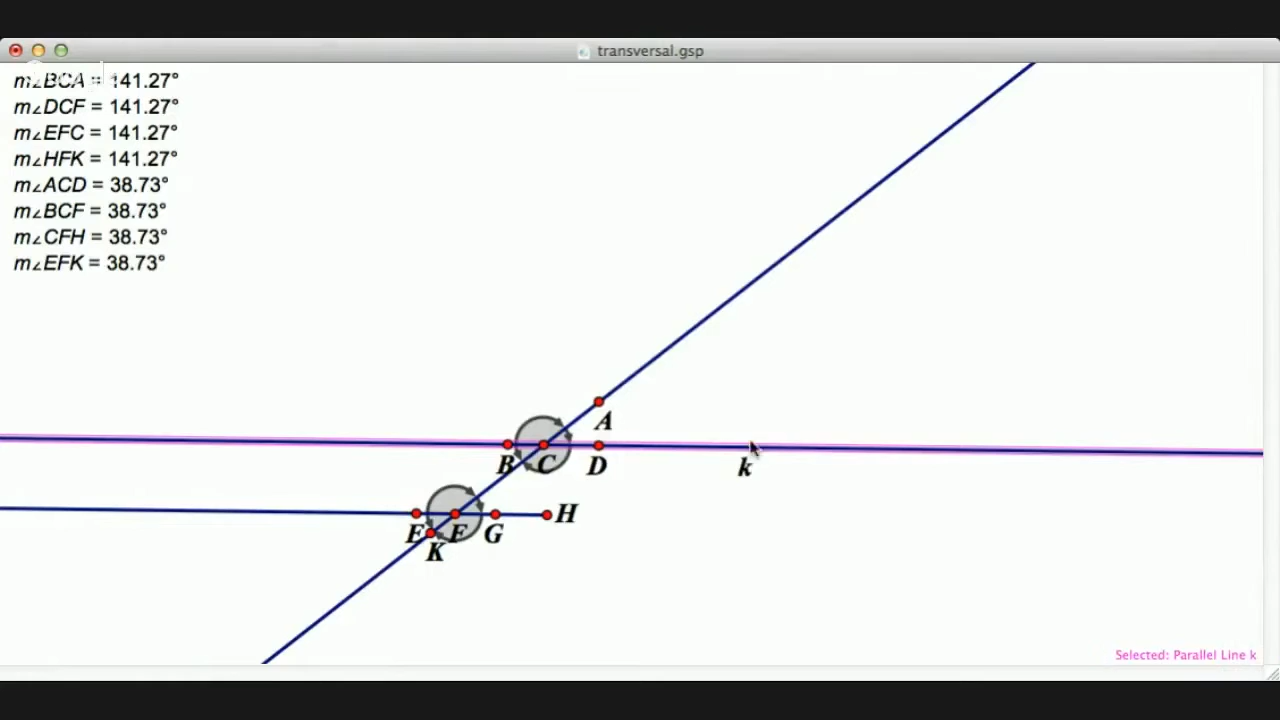 transversal.gsp
m∠BCA = 141.27°
m∠DCF = 141.27°
m∠EFC = 141.27°
m∠HFK = 141.27°
m∠ACD = 38.73°
m∠BCF = 38.73°
m∠CFH = 38.73°
m∠EFK = 38.73°
A
B C D k
E F G H
K
Selected: Parallel Line k